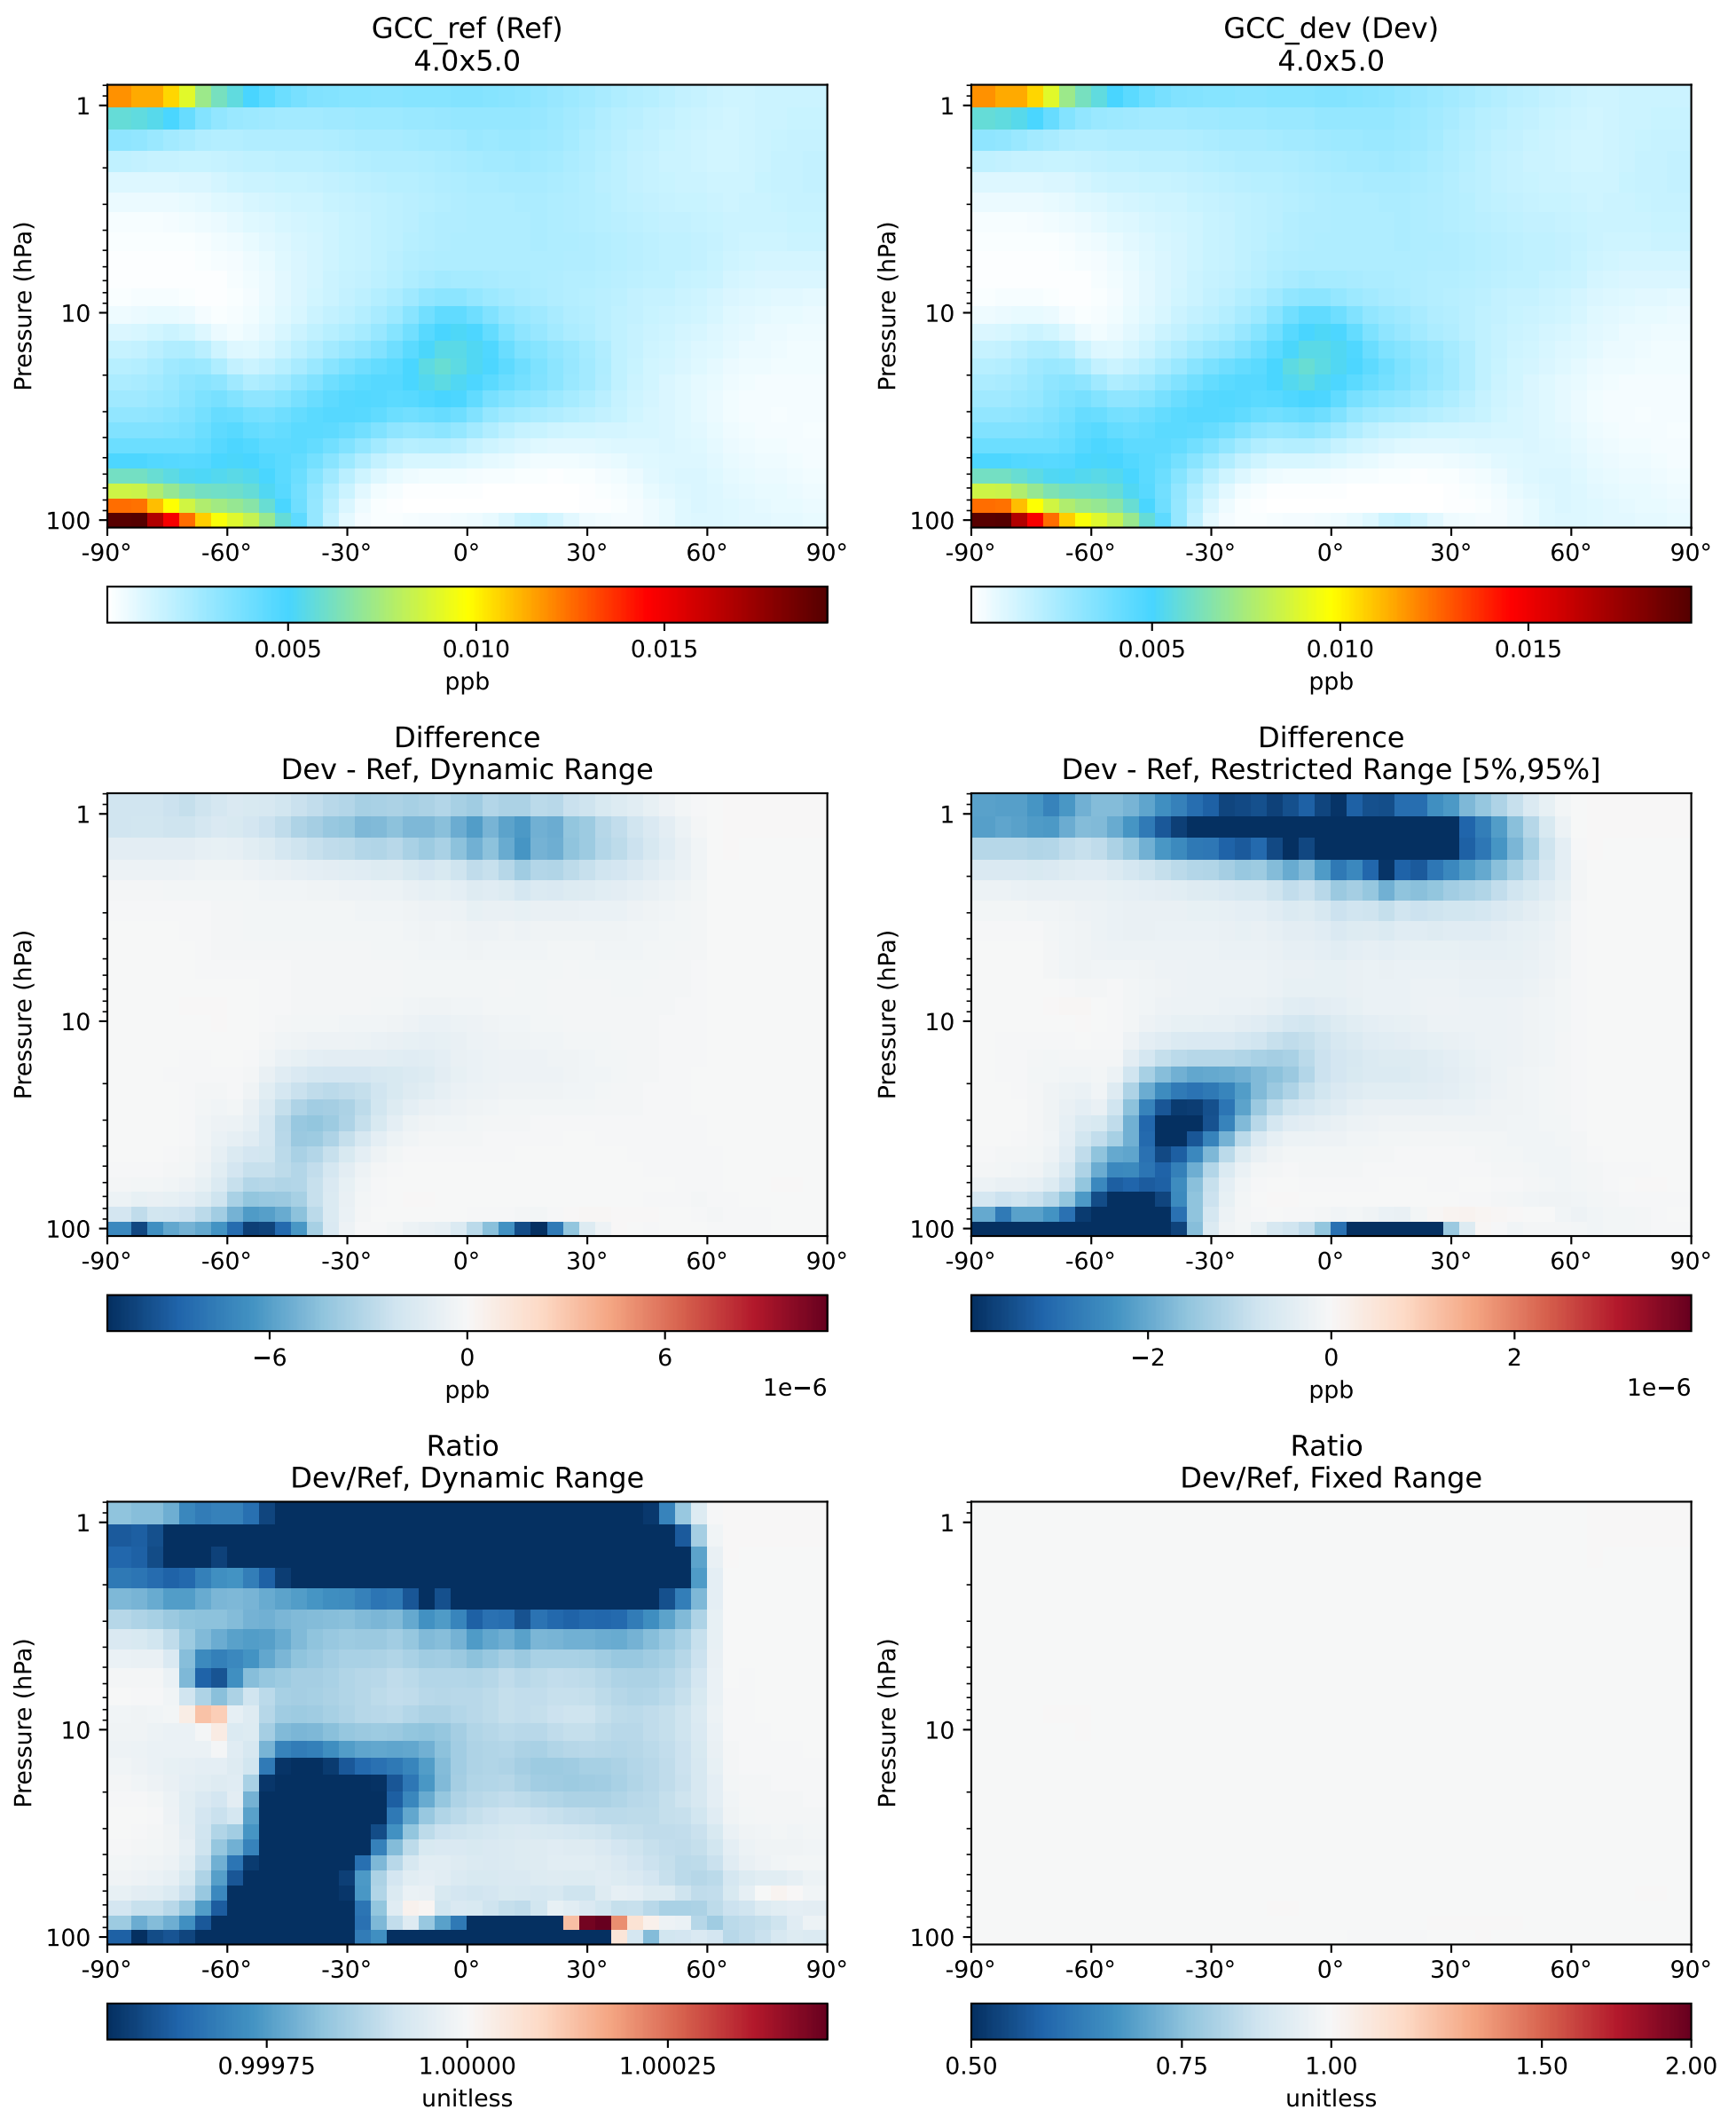 GCC_ref (Ref)
4.0x5.0
Pressure (hPa)
1
10
100
-90° -60° -30° 0° 30° 60° 90°
0.005 0.010 0.015
ppb
GCC_dev (Dev)
4.0x5.0
Pressure (hPa)
1
10
100
-90° -60° -30° 0° 30° 60° 90°
0.005 0.010 0.015
ppb
Difference
Dev - Ref, Dynamic Range
Pressure (hPa)
1
10
100
-90° -60° -30° 0° 30° 60° 90°
−6 0 6
ppb
1e−6
Difference
Dev - Ref, Restricted Range [5%,95%]
Pressure (hPa)
1
10
100
-90° -60° -30° 0° 30° 60° 90°
−2 0 2
ppb
1e−6
Ratio
Dev/Ref, Dynamic Range
Pressure (hPa)
1
10
100
-90° -60° -30° 0° 30° 60° 90°
0.99975 1.00000 1.00025
unitless
Ratio
Dev/Ref, Fixed Range
Pressure (hPa)
1
10
100
-90° -60° -30° 0° 30° 60° 90°
0.50 0.75 1.00 1.50 2.00
unitless